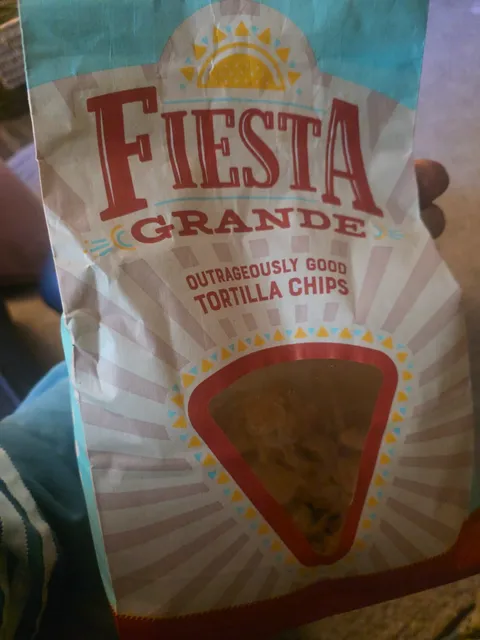 FIESTA
GRANDE
OUTRAGEOUSLY GOOD
TORTILLA CHIPS